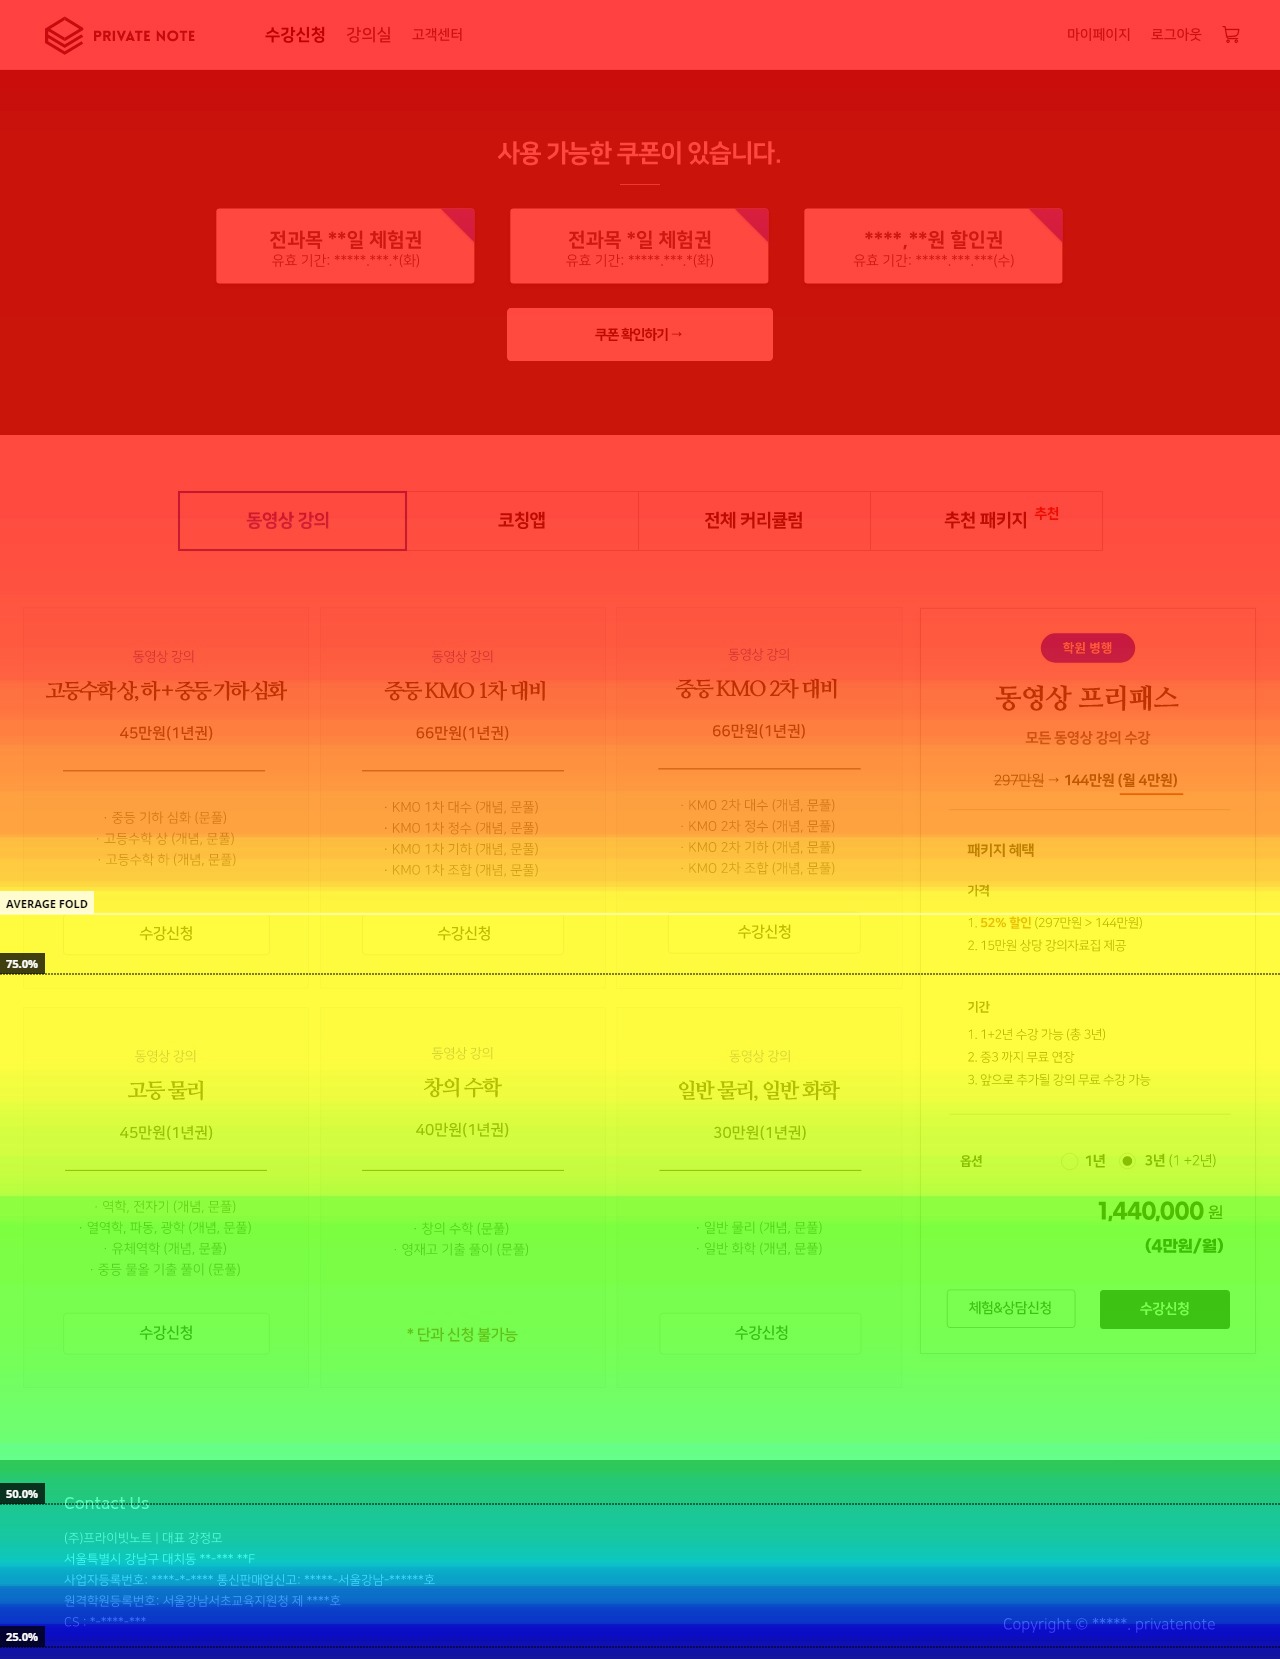 PRIVATE NOTE 수강신청 강의실 고객센터 마이페이지 로그아웃
사용 가능한 쿠폰이 있습니다.
전과목 **일 체험권
유효 기간: *****.***.*(화)
전과목 *일 체험권
유효 기간: *****.***.*(화)
****,**원 할인권
유효 기간: *****.***.***(수)
쿠폰 확인하기 →
동영상 강의 코칭앱 전체 커리큘럼 추천 패키지 추천
동영상 강의
고등수학 상, 하 + 중등 기하 심화
45만원(1년권)
· 중등 기하 심화 (문풀)
· 고등수학 상 (개념, 문풀)
· 고등수학 하 (개념, 문풀)
수강신청
동영상 강의
중등 KMO 1차 대비
66만원(1년권)
· KMO 1차 대수 (개념, 문풀)
· KMO 1차 정수 (개념, 문풀)
· KMO 1차 기하 (개념, 문풀)
· KMO 1차 조합 (개념, 문풀)
수강신청
동영상 강의
중등 KMO 2차 대비
66만원(1년권)
· KMO 2차 대수 (개념, 문풀)
· KMO 2차 정수 (개념, 문풀)
· KMO 2차 기하 (개념, 문풀)
· KMO 2차 조합 (개념, 문풀)
수강신청
AVERAGE FOLD
75.0%
동영상 강의
고등 물리
45만원(1년권)
· 역학, 전자기 (개념, 문풀)
· 열역학, 파동, 광학 (개념, 문풀)
· 유체역학 (개념, 문풀)
· 중등 물올 기출 풀이 (문풀)
수강신청
동영상 강의
창의 수학
40만원(1년권)
· 창의 수학 (문풀)
· 영재고 기출 풀이 (문풀)
* 단과 신청 불가능
동영상 강의
일반 물리, 일반 화학
30만원(1년권)
· 일반 물리 (개념, 문풀)
· 일반 화학 (개념, 문풀)
수강신청
학원 병행
동영상 프리패스
모든 동영상 강의 수강
297만원 → 144만원 (월 4만원)
패키지 혜택
가격
1. 52% 할인 (297만원 > 144만원)
2. 15만원 상당 강의자료집 제공
기간
1. 1+2년 수강 가능 (총 3년)
2. 중3 까지 무료 연장
3. 앞으로 추가될 강의 무료 수강 가능
옵션 1년 3년 (1 +2년)
1,440,000 원
(4만원/월)
체험&상담신청 수강신청
50.0%
Contact Us
(주)프라이빗노트 | 대표 강정모
서울특별시 강남구 대치동 **-*** **F
사업자등록번호: ****-*-**** 통신판매업신고: *****-서울강남-******호
원격학원등록번호: 서울강남서초교육지원청 제 ****호
CS : *-****-***
Copyright © *****. privatenote
25.0%